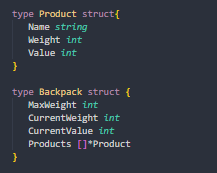 type Product struct{
    Name string
    Weight int
    Value int
}

type Backpack struct {
    MaxWeight int
    CurrentWeight int
    CurrentValue int
    Products []*Product
}